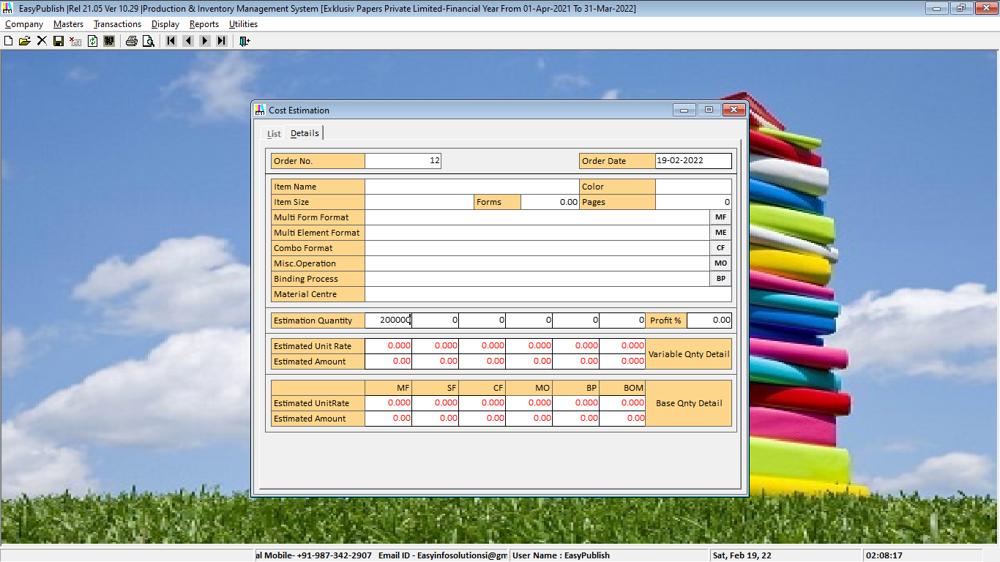 EasyPublish |Rel 21.05 Ver 10.29 |Production & Inventory Management System [Exklusiv Papers Private Limited-Financial Year From 01-Apr-2021 To 31-Mar-2022]
Company Masters Transactions Display Reports Utilities
Cost Estimation
List Details
Order No. 12 Order Date 19-02-2022
Item Name Color
Item Size Forms 0.00 Pages 0
Multi Form Format MF
Multi Element Format ME
Combo Format CF
Misc.Operation MO
Binding Process BP
Material Centre
Estimation Quantity 200000 0 0 0 0 0 Profit % 0.00
Estimated Unit Rate 0.000 0.000 0.000 0.000 0.000 0.000
Variable Qnty Detail
Estimated Amount 0.00 0.00 0.00 0.00 0.00 0.000
MF SF CF MO BP BOM
Estimated UnitRate 0.000 0.000 0.000 0.000 0.000 0.000
Base Qnty Detail
Estimated Amount 0.00 0.00 0.00 0.00 0.00 0.00
al Mobile- +91-987-342-2907 Email ID - Easyinfosolutionsi@gm User Name : EasyPublish Sat, Feb 19, 22 02:08:17